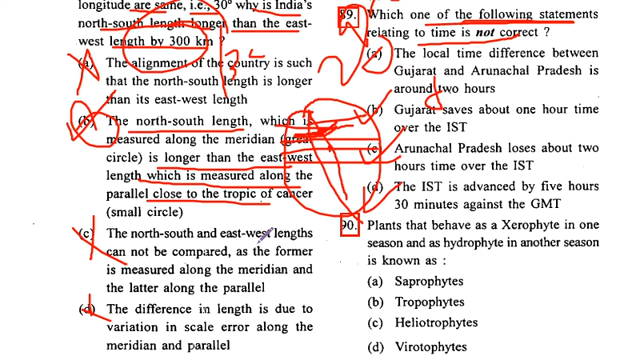 longitude are same, i.e., 30° why is India's
north-south length longer than the east-
west length by 300 km ?
(a) The alignment of the country is such
that the north-south length is longer
than its east-west length
(b) The north-south length, which is
measured along the meridian (great
circle) is longer than the east-west
length which is measured along the
parallel close to the tropic of cancer
(small circle)
(c) The north-south and east-west lengths
can not be compared, as the former
is measured along the meridian and
the latter along the parallel
(d) The difference in length is due to
variation in scale error along the
meridian and parallel
89. Which one of the following statements
relating to time is not correct ?
(a) The local time difference between
Gujarat and Arunachal Pradesh is
around two hours
(b) Gujarat saves about one hour time
over the IST
(c) Arunachal Pradesh loses about two
hours time over the IST
(d) The IST is advanced by five hours
30 minutes against the GMT
90. Plants that behave as a Xerophyte in one
season and as hydrophyte in another season
is known as :
(a) Saprophytes
(b) Tropophytes
(c) Heliotrophytes
(d) Virotophytes